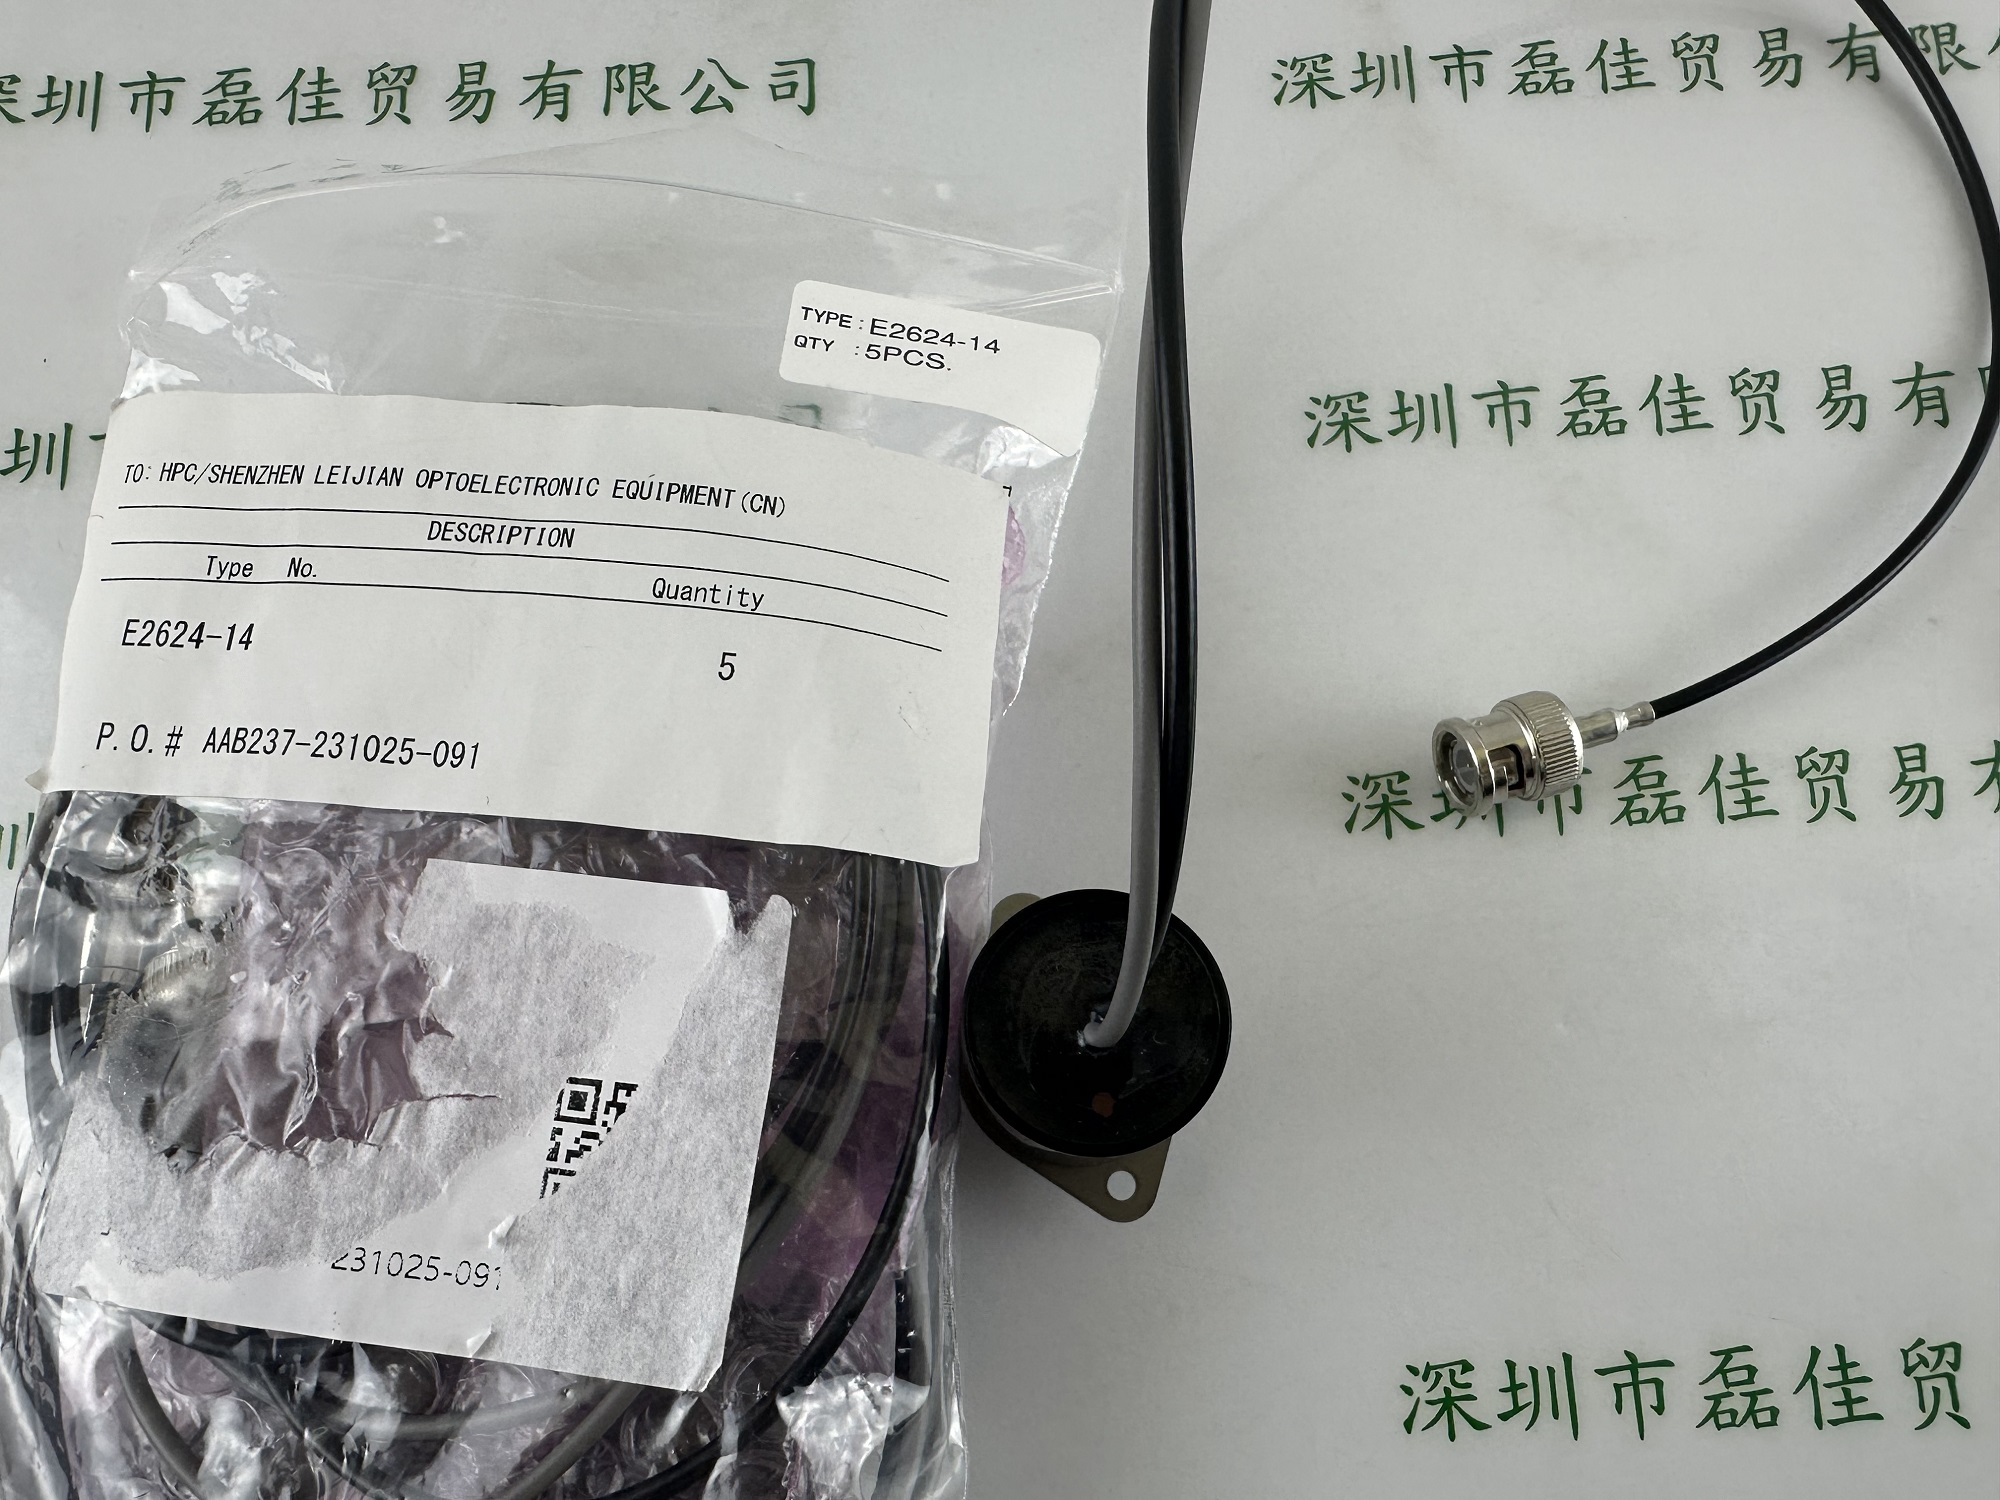 深圳市磊佳贸易有限公司
深圳市磊佳贸易有限
TYPE : E2624-14
QTY : 5PCS.
深圳市磊佳贸易有
圳
TO: HPC/SHENZHEN LEIJIAN OPTOELECTRONIC EQUIPMENT(CN)
DESCRIPTION
Type No. Quantity
E2624-14 5
P.O.# AAB237-231025-091
深圳市磊佳贸易有
231025-091
深圳市磊佳贸